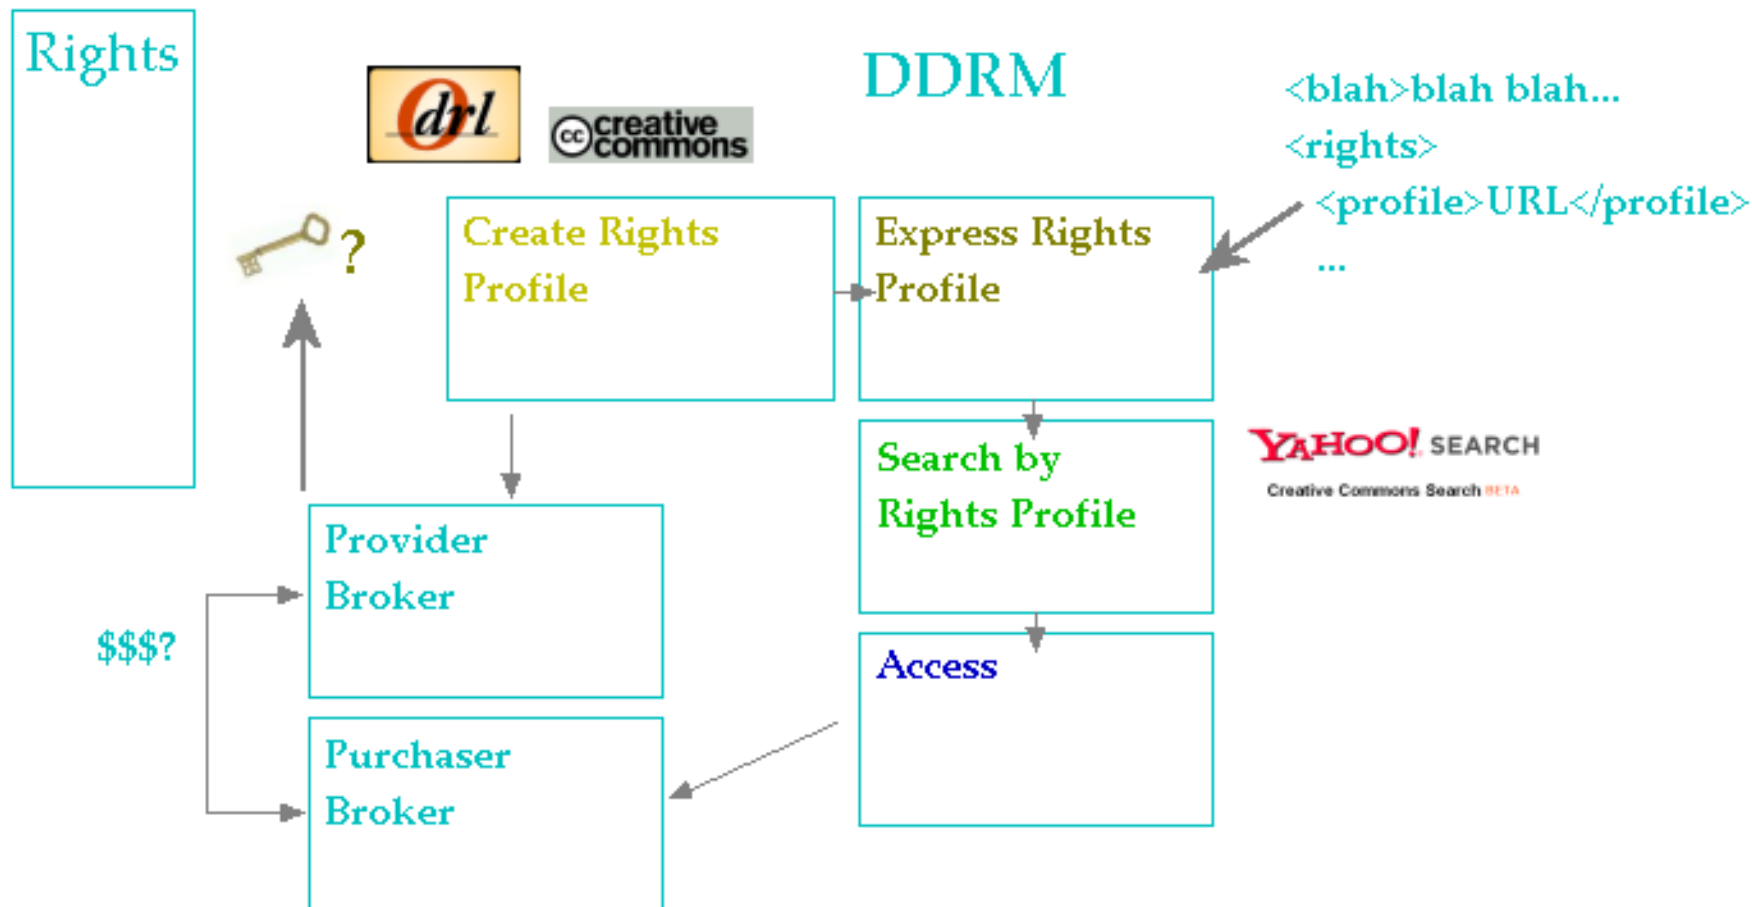 Rights
DDRM
Odrl
creative
commons
cc
<blah>blah blah...
<rights>
<profile>URL</profile>
...
?
Create Rights
Profile
Express Rights
Profile
Search by
Rights Profile
YAHOO! SEARCH
Creative Commons Search BETA
Provider
Broker
$$$?
Access
Purchaser
Broker